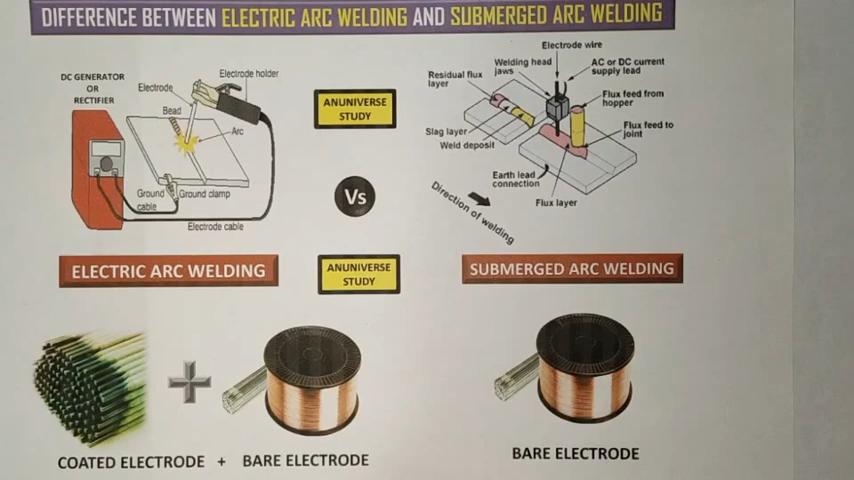 DIFFERENCE BETWEEN ELECTRIC ARC WELDING AND SUBMERGED ARC WELDING
DC GENERATOR
OR
RECTIFIER
Electrode
Electrode holder
Bead
Arc
Ground
cable
Ground clamp
Electrode cable
ANUNIVERSE
STUDY
Vs
Electrode wire
Welding head
jaws
AC or DC current
supply lead
Residual flux
layer
Flux feed from
hopper
Slag layer
Flux feed to
joint
Weld deposit
Earth lead
connection
Flux layer
Direction of welding
ELECTRIC ARC WELDING
ANUNIVERSE
STUDY
SUBMERGED ARC WELDING
COATED ELECTRODE + BARE ELECTRODE
BARE ELECTRODE